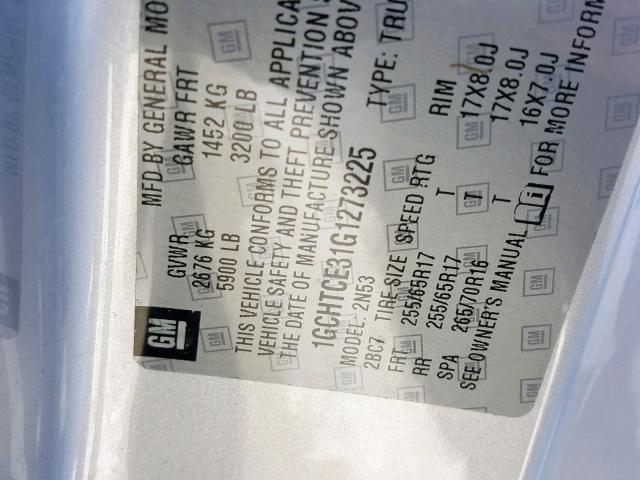 GM
MFD BY GENERAL MO
GVWR GAWR FRT
2676 KG 1452 KG
5900 LB 3200 LB
THIS VEHICLE CONFORMS TO ALL APPLICA
VEHICLE SAFETY AND THEFT PREVENTION S
THE DATE OF MANUFACTURE SHOWN ABOV
1GCHTCE31G1273225 TYPE: TRU
MODEL: 2N53
2BC7 TIRE SIZE SPEED RTG RIM
FRT 255/65R17 T 17X8.0J
RR 255/65R17 T 17X8.0J
SPA 265/70R16 T 16X7.0J
SEE OWNER'S MANUAL i FOR MORE INFORM